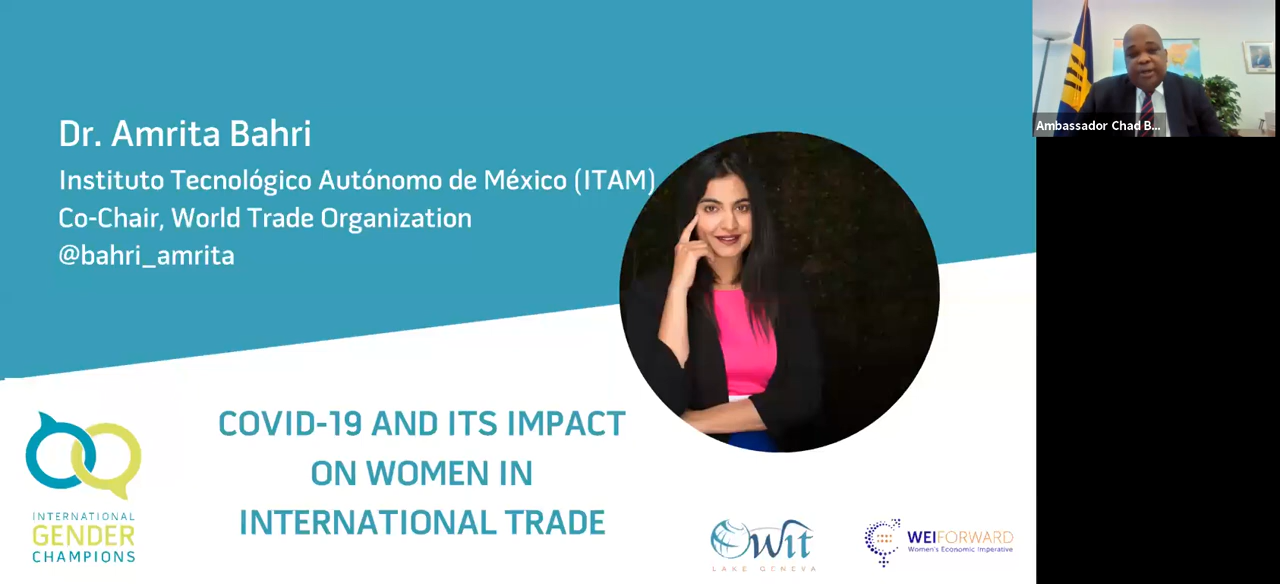 Dr. Amrita Bahri
Instituto Tecnológico Autónomo de México (ITAM)
Co-Chair, World Trade Organization
@bahri_amrita
Ambassador Chad B...
COVID-19 AND ITS IMPACT
ON WOMEN IN
INTERNATIONAL TRADE
INTERNATIONAL
GENDER
CHAMPIONS
OWIT
LAKE GENEVA
WEIFORWARD
Women's Economic Imperative